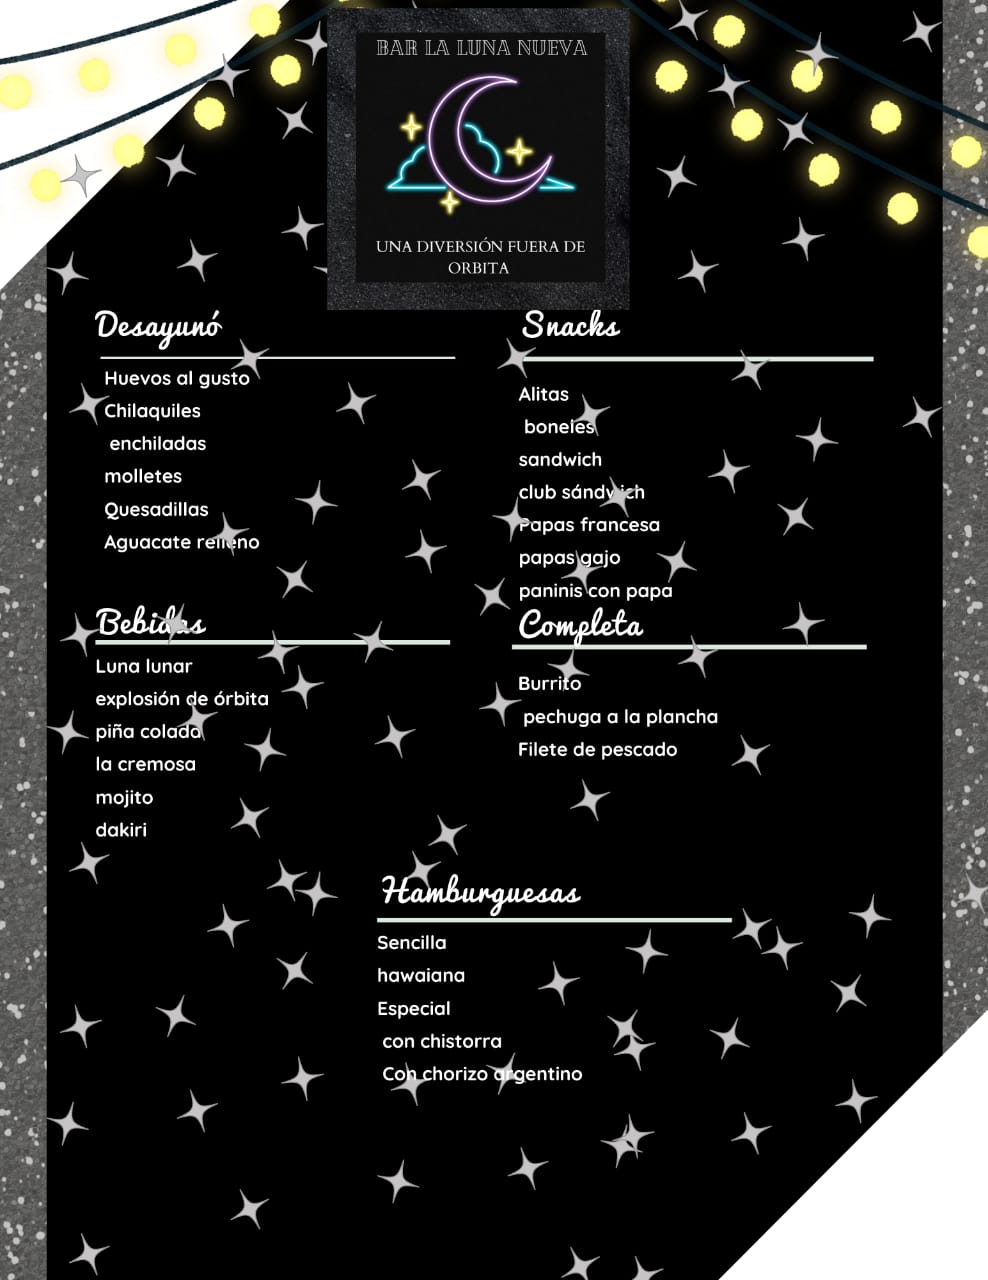 BAR LA LUNA NUEVA
UNA DIVERSIÓN FUERA DE
ORBITA
Desayunó
Huevos al gusto
Chilaquiles
enchiladas
molletes
Quesadillas
Aguacate relleno
Snacks
Alitas
boneles
sandwich
club sándwich
Papas francesa
papas gajo
paninis con papa
Bebidas
Luna lunar
explosión de órbita
piña colada
la cremosa
mojito
dakiri
Completa
Burrito
pechuga a la plancha
Filete de pescado
Hamburguesas
Sencilla
hawaiana
Especial
con chistorra
Con chorizo argentino